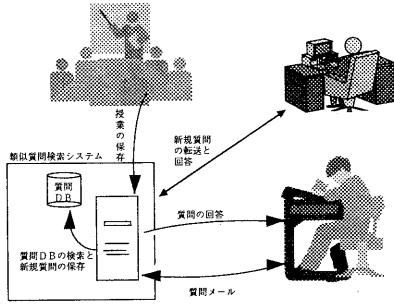 授業の保存
新規質問
の転送と
回答
類似質問検索システム
質問
DB
質問の回答
質問DBの検索と
新規質問の保存
質問メール